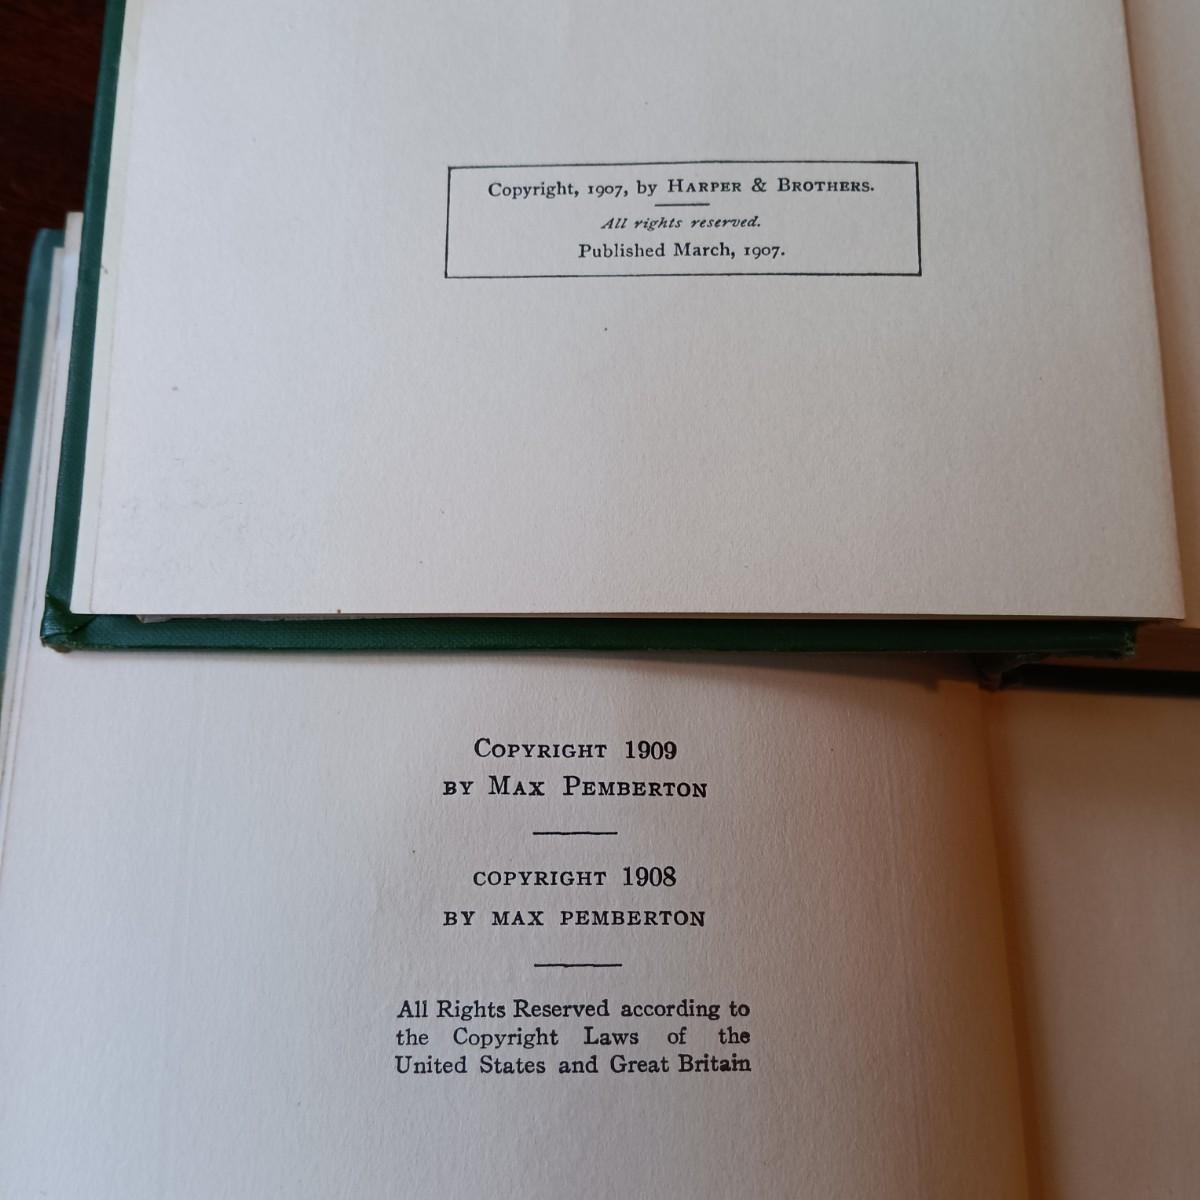 Copyright, 1907, by HARPER & BROTHERS.
All rights reserved.
Published March, 1907.
COPYRIGHT 1909
BY MAX PEMBERTON
COPYRIGHT 1908
BY MAX PEMBERTON
All Rights Reserved according to
the Copyright Laws of the
United States and Great Britain